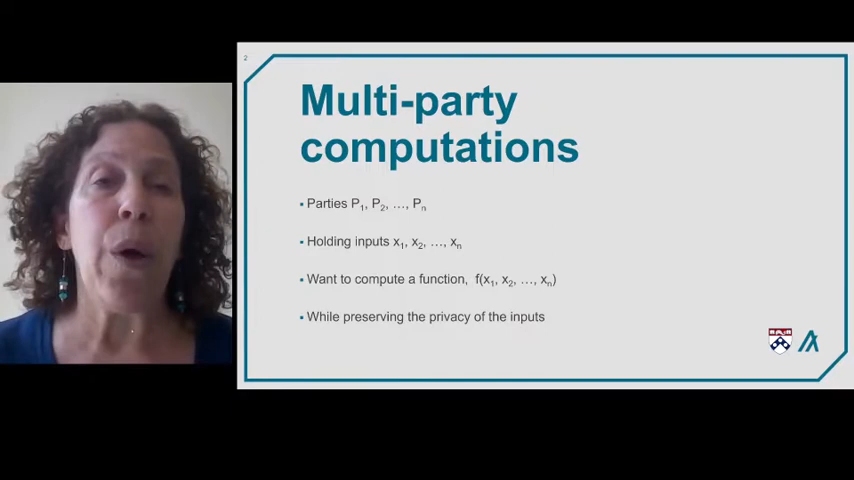 2
Multi-party
computations
▪ Parties P₁, P₂, …, Pₙ
▪ Holding inputs x₁, x₂, …, xₙ
▪ Want to compute a function, f(x₁, x₂, …, xₙ)
▪ While preserving the privacy of the inputs